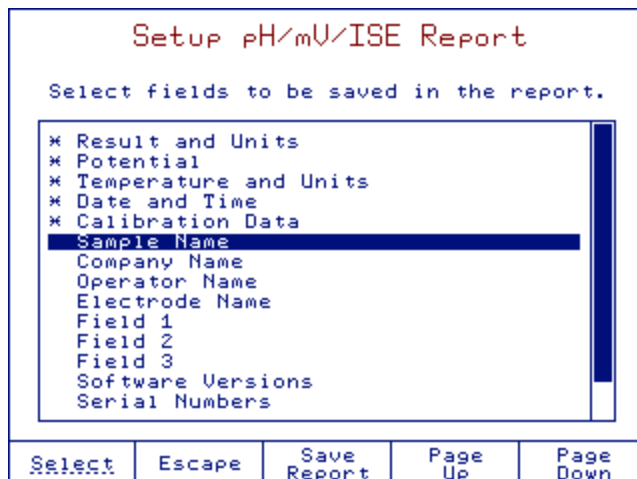 Setup pH/mV/ISE Report
Select fields to be saved in the report.
* Result and Units
* Potential
* Temperature and Units
* Date and Time
* Calibration Data
Sample Name
Company Name
Operator Name
Electrode Name
Field 1
Field 2
Field 3
Software Versions
Serial Numbers
Select Escape Save Report Page Up Page Down